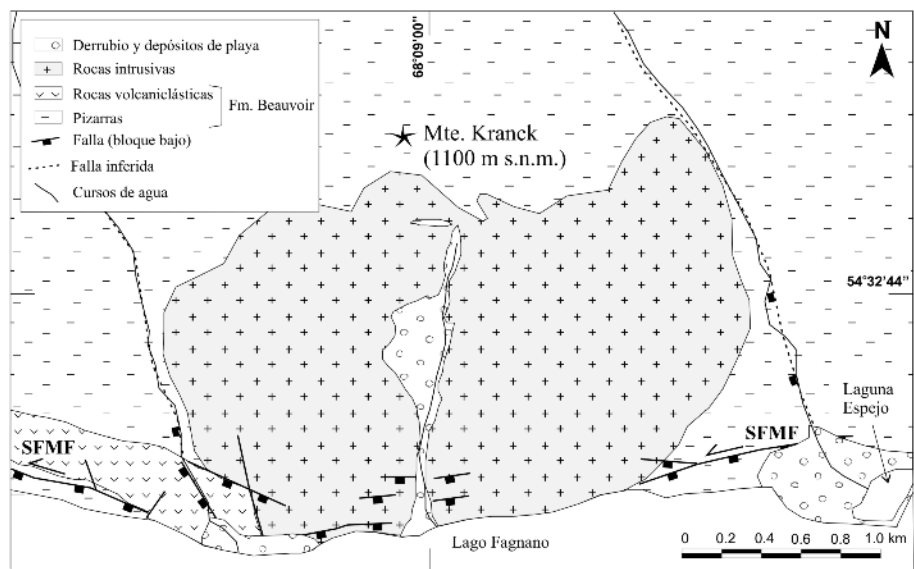 Derrubio y depósitos de playa
Rocas intrusivas
Rocas volcaniclásticas
Fm. Beauvoir
Pizarras
Falla (bloque bajo)
Falla inferida
Cursos de agua
68°09'00"
N
Mte. Kranck
(1100 m s.n.m.)
54°32'44"
Laguna
Espejo
SFMF
SFMF
Lago Fagnano
0 0.2 0.4 0.6 0.8 1.0 km